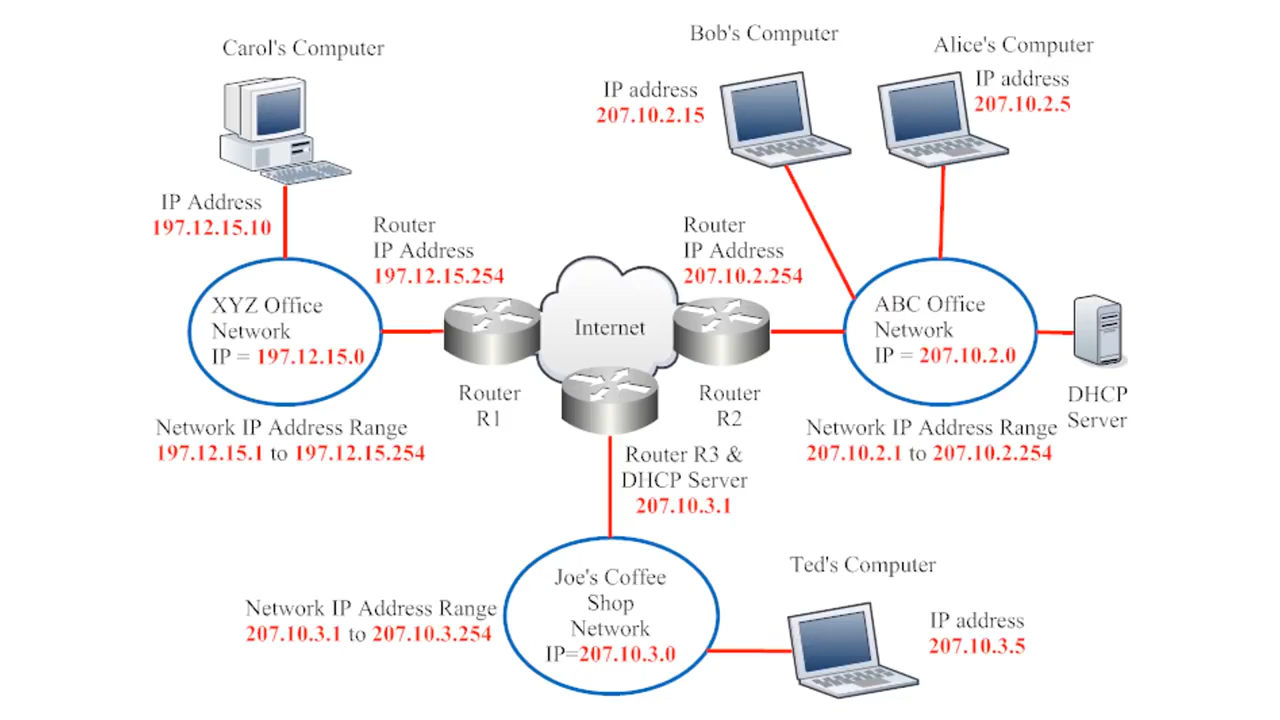 Carol's Computer
Bob's Computer
Alice's Computer
IP address
207.10.2.15
IP address
207.10.2.5
IP Address
197.12.15.10
Router
IP Address
197.12.15.254
Router
IP Address
207.10.2.254
XYZ Office
Network
IP = 197.12.15.0
Internet
ABC Office
Network
IP = 207.10.2.0
Router
R1
Router
R2
DHCP
Server
Network IP Address Range
197.12.15.1 to 197.12.15.254
Network IP Address Range
207.10.2.1 to 207.10.2.254
Router R3 &
DHCP Server
207.10.3.1
Joe's Coffee
Shop
Network
IP=207.10.3.0
Network IP Address Range
207.10.3.1 to 207.10.3.254
Ted's Computer
IP address
207.10.3.5